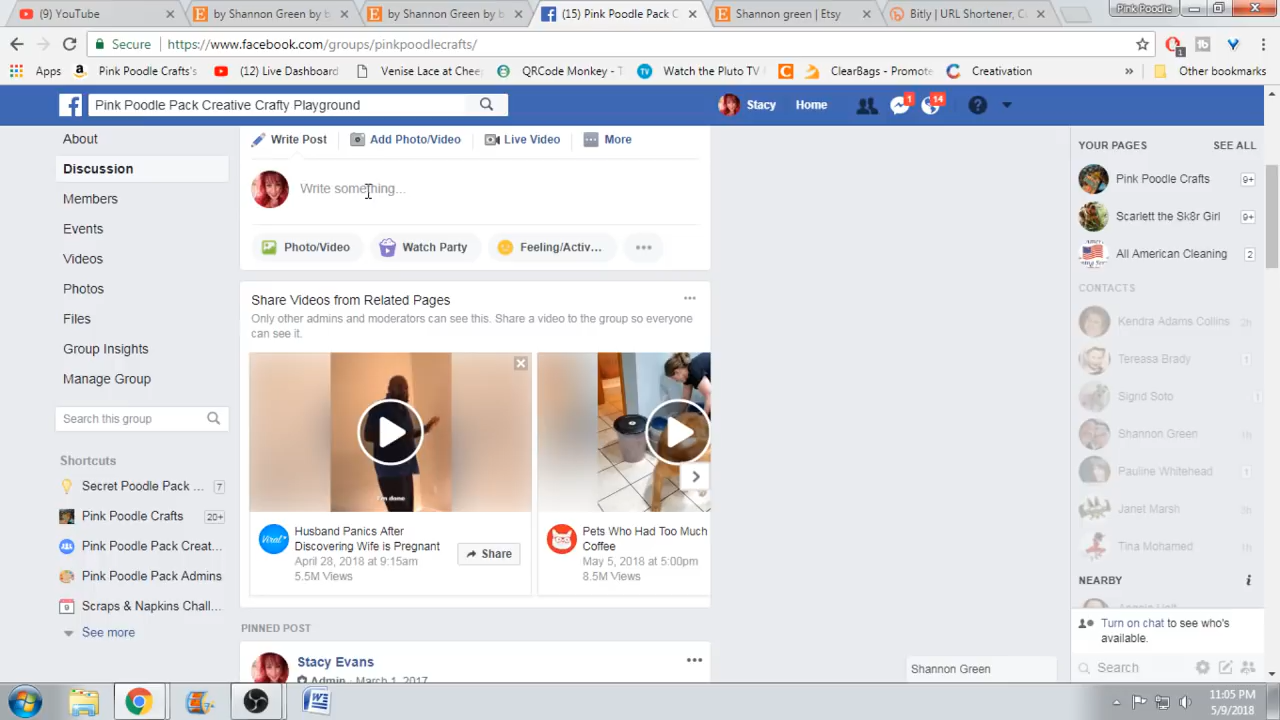 (9) YouTube
by Shannon Green by
by Shannon Green by b
(15) Pink Poodle Pack C
Shannon green | Etsy
Bitly | URL Shortener, C
Pink Poodle
Secure
https://www.facebook.com/groups/pinkpoodlecrafts/
Apps
Pink Poodle Crafts's
(12) Live Dashboard
Venise Lace at Chee
QRCode Monkey - T
Watch the Pluto TV
ClearBags - Promote
Creativation
Other bookmarks
Pink Poodle Pack Creative Crafty Playground
Stacy
Home
1
14
About
Discussion
Members
Events
Videos
Photos
Files
Group Insights
Manage Group
Search this group
Shortcuts
Secret Poodle Pack ... 7
Pink Poodle Crafts 20+
Pink Poodle Pack Creat...
Pink Poodle Pack Admins
Scraps & Napkins Chall...
See more
Write Post
Add Photo/Video
Live Video
More
Write something...
Photo/Video
Watch Party
Feeling/Activ...
Share Videos from Related Pages
Only other admins and moderators can see this. Share a video to the group so everyone
can see it.
I'm done
Husband Panics After
Discovering Wife is Pregnant
April 28, 2018 at 9:15am
5.5M Views
Share
Pets Who Had Too Much
Coffee
May 5, 2018 at 5:00pm
8.5M Views
PINNED POST
Stacy Evans
Admin · March 1, 2017
YOUR PAGES
SEE ALL
Pink Poodle Crafts 9+
Scarlett the Sk8r Girl 9+
All American Cleaning 2
CONTACTS
Kendra Adams Collins 2h
Tereasa Brady
Signd Soto
Shannon Green
Pauline Whitehead
Janet Marsh
Tina Mohamed
NEARBY
Turn on chat to see who's
available.
Search
Shannon Green
11:05 PM
5/9/2018